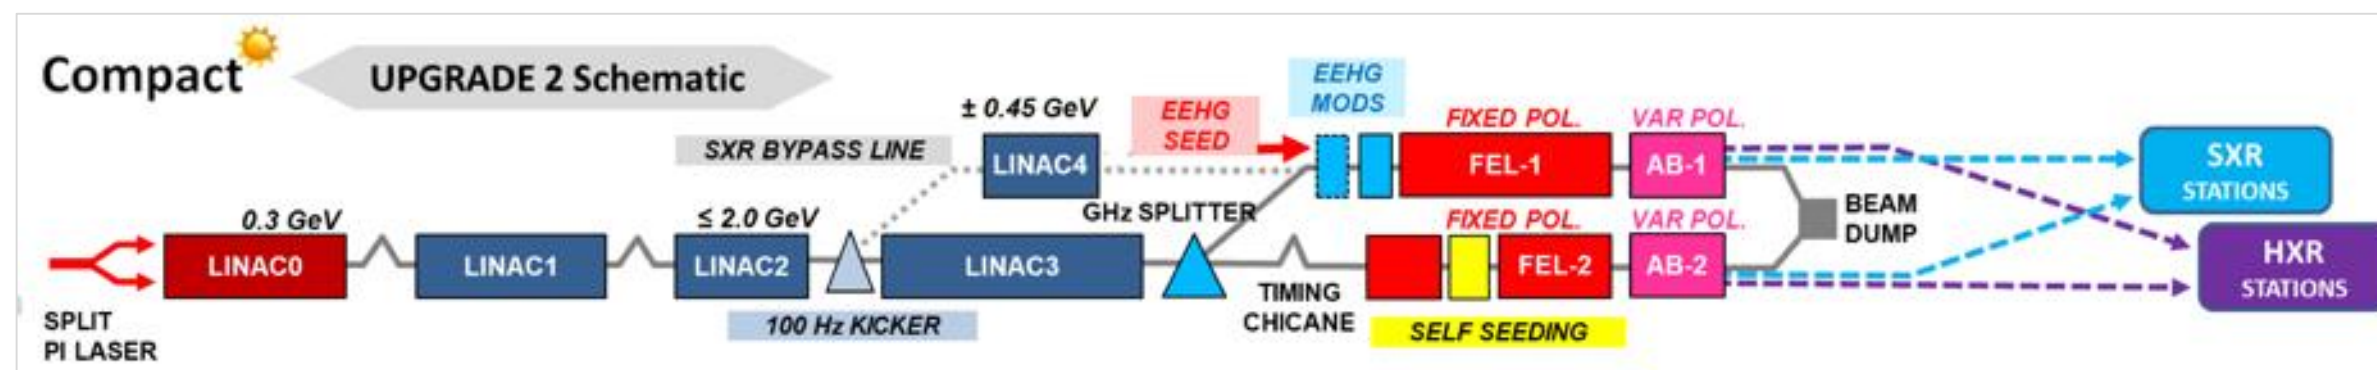 Compact
UPGRADE 2 Schematic
SPLIT
PI LASER
0.3 GeV
LINAC0
LINAC1
≤ 2.0 GeV
LINAC2
100 Hz KICKER
SXR BYPASS LINE
± 0.45 GeV
LINAC4
LINAC3
EEHG
SEED
EEHG
MODS
GHz SPLITTER
TIMING
CHICANE
FIXED POL.
FEL-1
VAR POL.
AB-1
FIXED POL.
FEL-2
VAR POL.
AB-2
SELF SEEDING
BEAM
DUMP
SXR
STATIONS
HXR
STATIONS